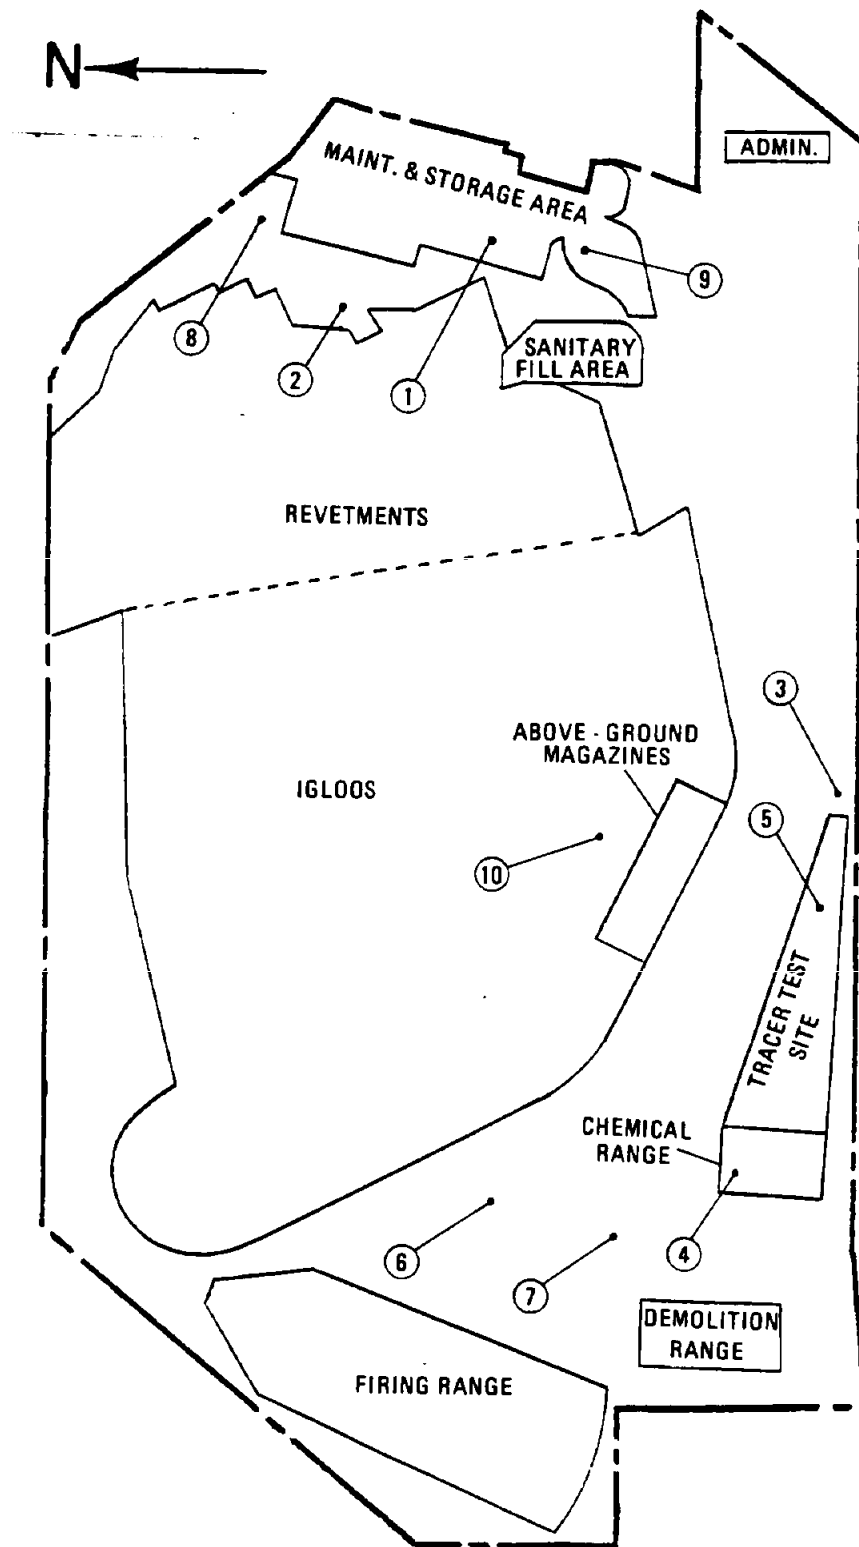 N
ADMIN.
MAINT. & STORAGE AREA
9
8
SANITARY
FILL AREA
2
1
REVETMENTS
3
ABOVE - GROUND
MAGAZINES
IGLOOS
5
10
TRACER TEST
SITE
CHEMICAL
RANGE
6
4
7
DEMOLITION
RANGE
FIRING RANGE